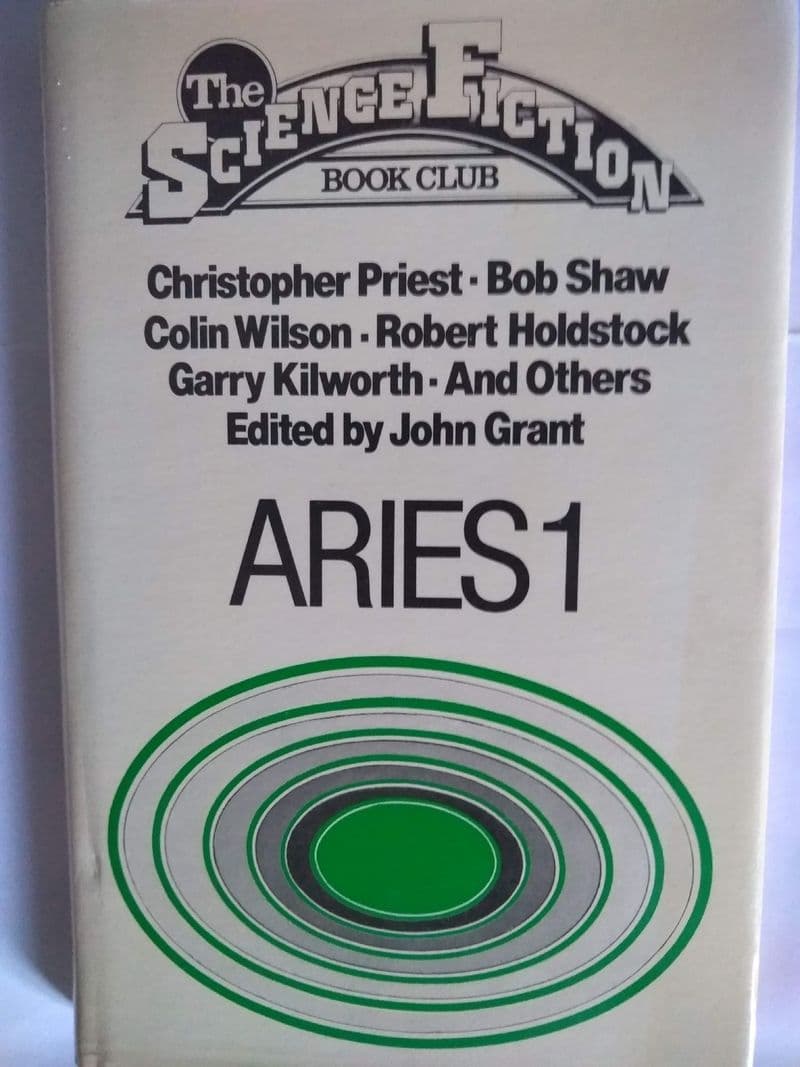 The
SCIENCE FICTION
BOOK CLUB
Christopher Priest · Bob Shaw
Colin Wilson · Robert Holdstock
Garry Kilworth · And Others
Edited by John Grant
ARIES 1